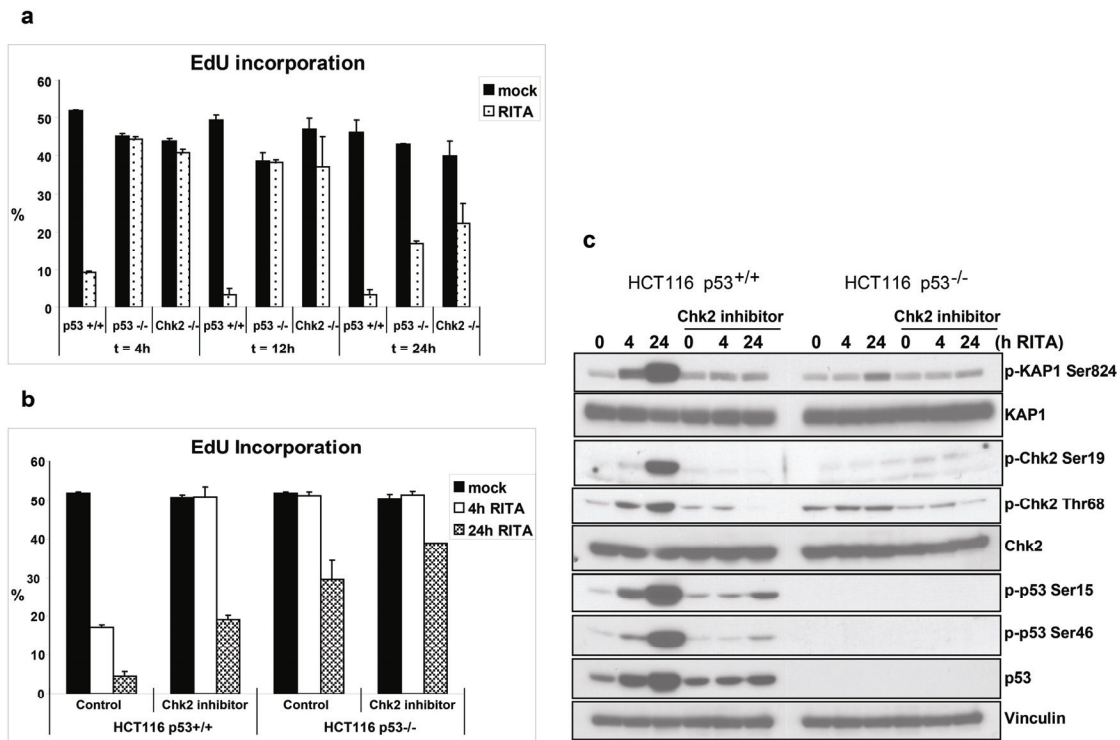 a
EdU incorporation
60
50
40
30
20
10
0
%
mock
RITA
p53 +/+ p53 -/- Chk2 -/- p53 +/+ p53 -/- Chk2 -/- p53 +/+ p53 -/- Chk2 -/-
t = 4h t = 12h t = 24h
b
EdU Incorporation
60
50
40
30
20
10
0
%
mock
4h RITA
24h RITA
Control Chk2 inhibitor Control Chk2 inhibitor
HCT116 p53+/+ HCT116 p53-/-
c
HCT116 p53+/+ HCT116 p53-/-
Chk2 inhibitor Chk2 inhibitor
0 4 24 0 4 24 0 4 24 0 4 24 (h RITA)
p-KAP1 Ser824
KAP1
p-Chk2 Ser19
p-Chk2 Thr68
Chk2
p-p53 Ser15
p-p53 Ser46
p53
Vinculin